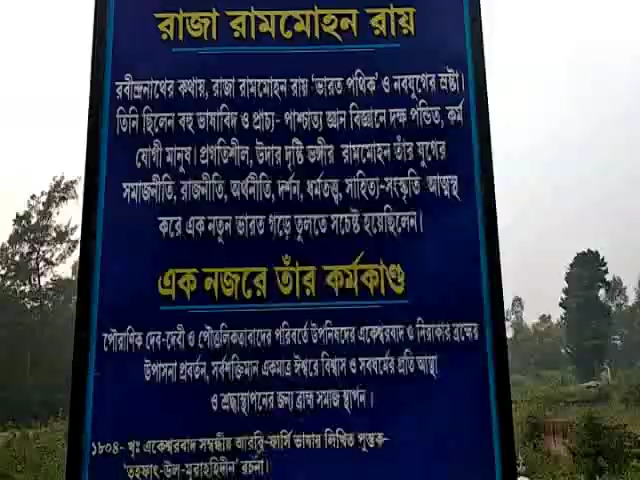 রাজা রামমোহন রায়
রবীন্দ্রনাথের কথায়, রাজা রামমোহন রায় 'ভারত পথিক' ও নবযুগের স্রষ্টা।
তিনি ছিলেন বহু ভাষাবিদ ও প্রাচ্য- পাশ্চাত্য জ্ঞান বিজ্ঞানে দক্ষ পন্ডিত, কর্ম
যোগী মানুষ। প্রগতিশীল, উদার দৃষ্টি ভঙ্গীর রামমোহন তাঁর যুগের
সমাজনীতি, রাজনীতি, অর্থনীতি, দর্শন, ধর্মতত্ত্ব, সাহিত্য-সংস্কৃতি আত্মস্থ
করে এক নতুন ভারত গড়ে তুলতে সচেষ্ট হয়েছিলেন।
এক নজরে তাঁর কর্মকাণ্ড
পৌরাণিক দেব-দেবী ও পৌত্তলিকতাবাদের পরিবর্তে উপনিষদের একেশ্বরবাদ ও নিরাকার ব্রহ্মের
উপাসনা প্রবর্তন, সর্বশক্তিমান একমাত্র ঈশ্বরে বিশ্বাস ও সবধর্মের প্রতি আস্থা
ও শ্রদ্ধাস্থাপনের জন্য ব্রাহ্ম সমাজ স্থাপন।
১৮০৪- খৃঃ একেশ্বরবাদ সম্বন্ধীয় আরবি-ফার্সি ভাষায় লিখিত পুস্তক-
'তুহফাৎ-উল-মুবাহহিদীন' রচনা।